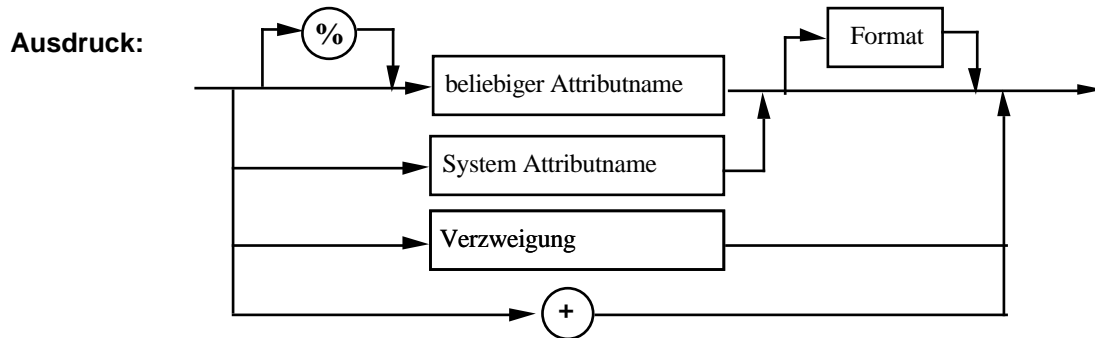 %
Format
Ausdruck:
beliebiger Attributname
System Attributname
Verzweigung
+